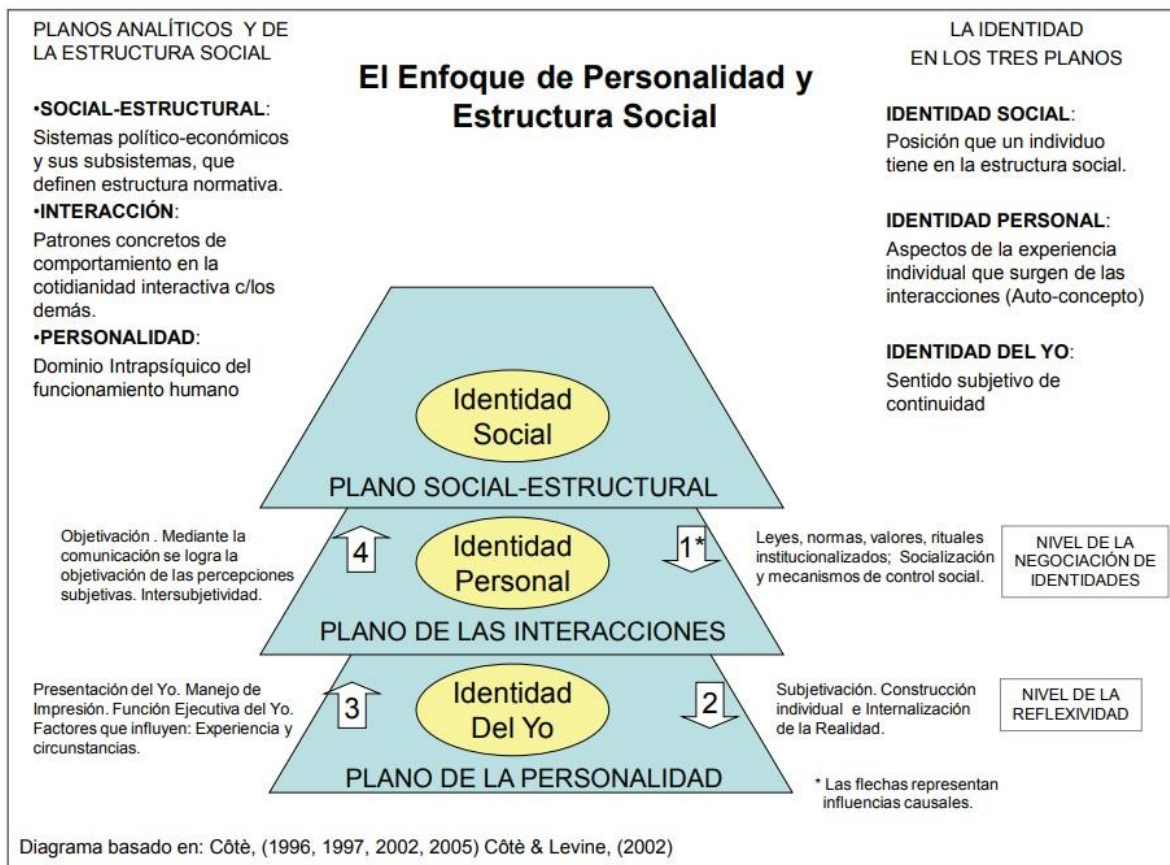 PLANOS ANALÍTICOS Y DE
LA ESTRUCTURA SOCIAL
•SOCIAL-ESTRUCTURAL:
Sistemas político-económicos
y sus subsistemas, que
definen estructura normativa.
•INTERACCIÓN:
Patrones concretos de
comportamiento en la
cotidianidad interactiva c/los
demás.
•PERSONALIDAD:
Dominio Intrapsíquico del
funcionamiento humano
El Enfoque de Personalidad y
Estructura Social
LA IDENTIDAD
EN LOS TRES PLANOS
IDENTIDAD SOCIAL:
Posición que un individuo
tiene en la estructura social.
IDENTIDAD PERSONAL:
Aspectos de la experiencia
individual que surgen de las
interacciones (Auto-concepto)
IDENTIDAD DEL YO:
Sentido subjetivo de
continuidad
Identidad
Social
PLANO SOCIAL-ESTRUCTURAL
Objetivación . Mediante la
comunicación se logra la
objetivación de las percepciones
subjetivas. Intersubjetividad.
4
Identidad
Personal
1*
PLANO DE LAS INTERACCIONES
Leyes, normas, valores, rituales
institucionalizados; Socialización
y mecanismos de control social.
NIVEL DE LA
NEGOCIACIÓN DE
IDENTIDADES
Presentación del Yo. Manejo de
Impresión. Función Ejecutiva del Yo.
Factores que influyen: Experiencia y
circunstancias.
3
Identidad
Del Yo
2
PLANO DE LA PERSONALIDAD
Subjetivación. Construcción
individual e Internalización
de la Realidad.
NIVEL DE LA
REFLEXIVIDAD
* Las flechas representan
influencias causales.
Diagrama basado en: Côtè, (1996, 1997, 2002, 2005) Côtè & Levine, (2002)